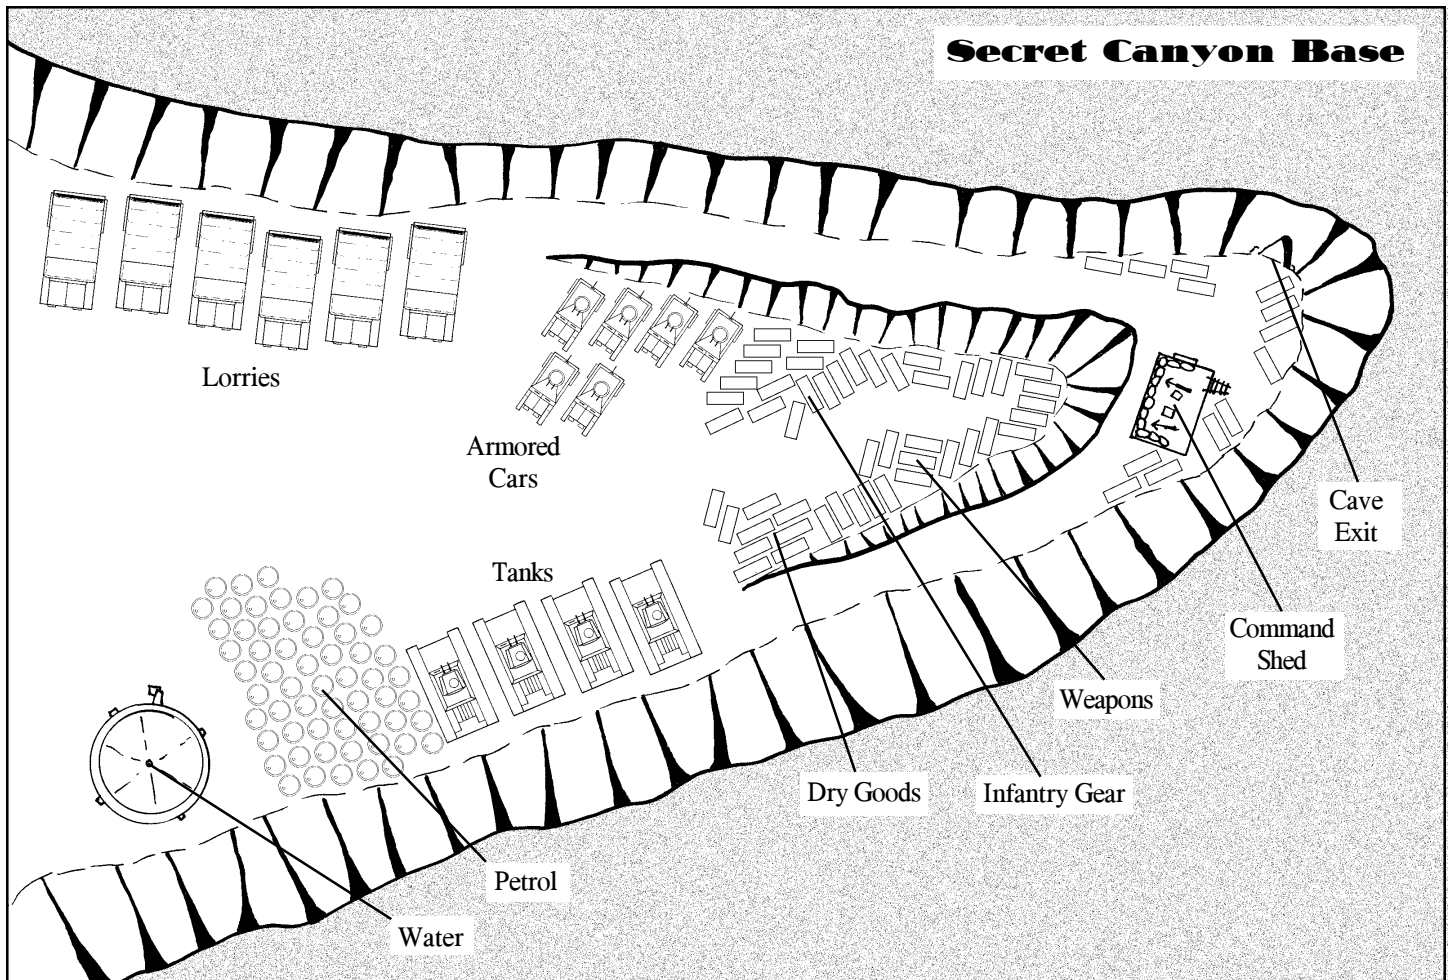 Secret Canyon Base
Lorries
Armored
Cars
Cave
Exit
Tanks
Command
Shed
Weapons
Dry Goods
Infantry Gear
Petrol
Water